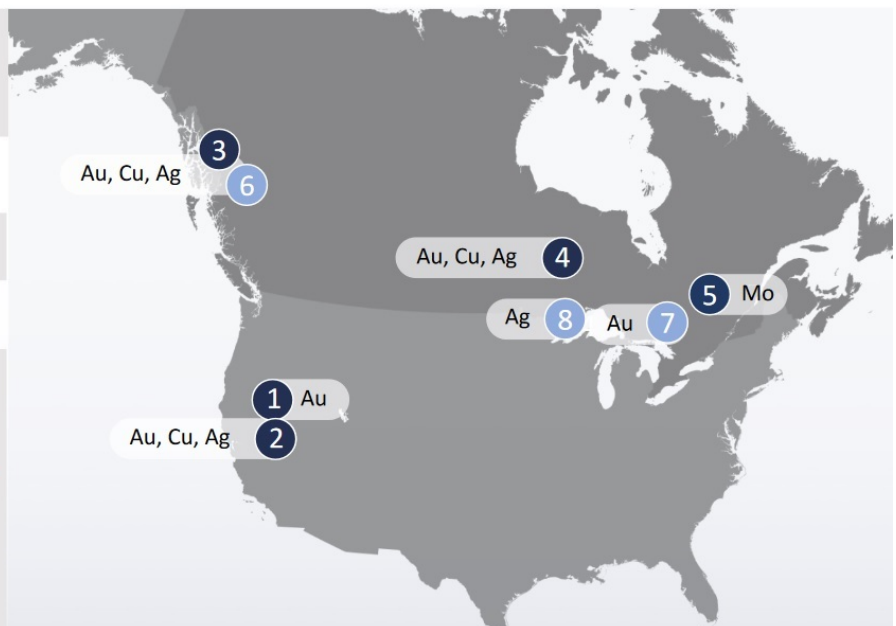 3
Au, Cu, Ag
6
Au, Cu, Ag 4
5 Mo
Ag 8 Au 7
1 Au
Au, Cu, Ag 2